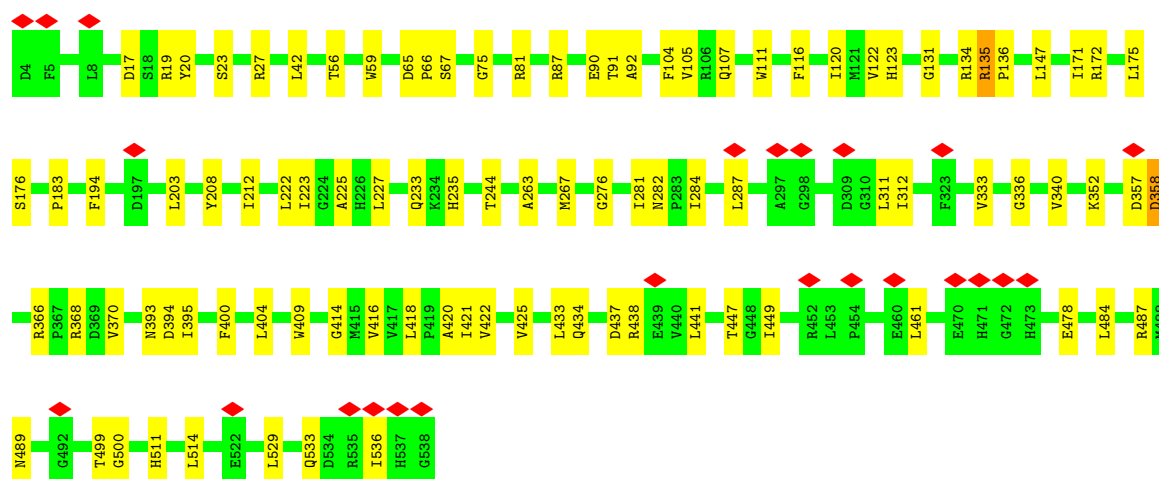 D4 F5 L8 D17 S18 R19 Y20 S23 R27 L42 T56 W59 D65 P66 S67 G75 R81 R87 E90 T91 A92 F104 V105 R106 Q107 W111 F116 I120 M121 V122 H123 G131 R134 R135 P136 L147 I171 R172 L175
S176 P183 F194 D197 L203 Y208 I212 L222 I223 G224 A225 H226 L227 Q233 K234 H235 T244 A263 M267 G276 I281 N282 P283 I284 L287 A297 G298 D309 G310 L311 I312 F323 V333 G336 V340 K352 D357 D358
R366 P367 R368 D369 V370 N393 D394 I395 F400 L404 W409 G414 M415 V416 V417 L418 P419 A420 I421 V422 V425 L433 Q434 D437 R438 E439 V440 L441 T447 G448 I449 R452 L453 P454 E460 L461 E470 H471 G472 H473 E478 L484 R487
N489 G492 T499 G500 H511 L514 E522 L529 Q533 D534 R535 I536 H537 G538